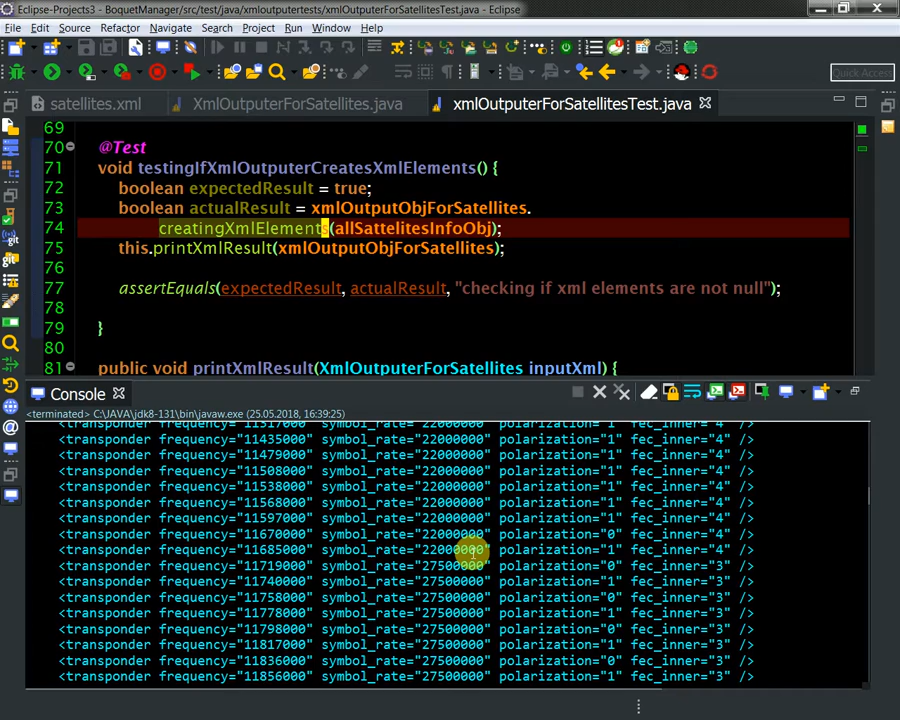 Eclipse-Projects3 - BoquetManager/src/test/java/xmloutputertests/xmlOutputerForSatellitesTest.java - Eclipse
File Edit Source Refactor Navigate Search Project Run Window Help
Quick Access
satellites.xml XmlOutputerForSatellites.java xmlOutputerForSatellitesTest.java
69
70 @Test
71 void testingIfXmlOutputerCreatesXmlElements() {
72 boolean expectedResult = true;
73 boolean actualResult = xmlOutputObjForSatellites.
74 creatingXmlElements(allSattelitesInfoObj);
75 this.printXmlResult(xmlOutputObjForSatellites);
76
77 assertEquals(expectedResult, actualResult, "checking if xml elements are not null");
78
79 }
80
81 public void printXmlResult(XmlOutputerForSatellites inputXml) {
Console
<terminated> C:\JAVA\jdk8-131\bin\javaw.exe (25.05.2018, 16:39:25)
<transponder frequency="11317000" symbol_rate="22000000" polarization="1" fec_inner="4" />
<transponder frequency="11435000" symbol_rate="22000000" polarization="1" fec_inner="4" />
<transponder frequency="11479000" symbol_rate="22000000" polarization="1" fec_inner="4" />
<transponder frequency="11508000" symbol_rate="22000000" polarization="1" fec_inner="4" />
<transponder frequency="11538000" symbol_rate="22000000" polarization="1" fec_inner="4" />
<transponder frequency="11568000" symbol_rate="22000000" polarization="1" fec_inner="4" />
<transponder frequency="11597000" symbol_rate="22000000" polarization="1" fec_inner="4" />
<transponder frequency="11670000" symbol_rate="22000000" polarization="0" fec_inner="4" />
<transponder frequency="11685000" symbol_rate="22000000" polarization="1" fec_inner="4" />
<transponder frequency="11719000" symbol_rate="27500000" polarization="0" fec_inner="3" />
<transponder frequency="11740000" symbol_rate="27500000" polarization="1" fec_inner="3" />
<transponder frequency="11758000" symbol_rate="27500000" polarization="0" fec_inner="3" />
<transponder frequency="11778000" symbol_rate="27500000" polarization="1" fec_inner="3" />
<transponder frequency="11798000" symbol_rate="27500000" polarization="0" fec_inner="3" />
<transponder frequency="11817000" symbol_rate="27500000" polarization="1" fec_inner="3" />
<transponder frequency="11836000" symbol_rate="27500000" polarization="0" fec_inner="3" />
<transponder frequency="11856000" symbol_rate="27500000" polarization="1" fec_inner="3" />